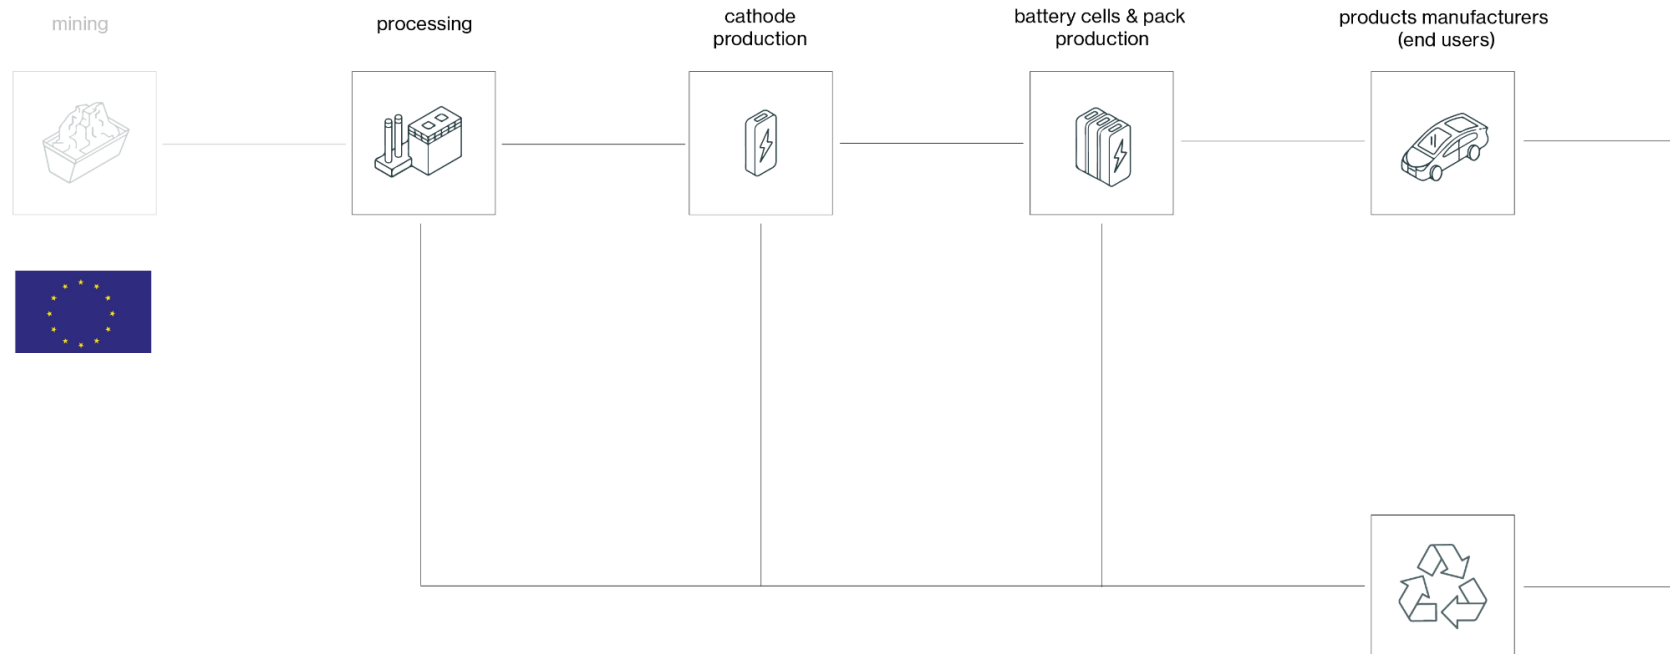 mining
processing
cathode
production
battery cells & pack
production
products manufacturers
(end users)